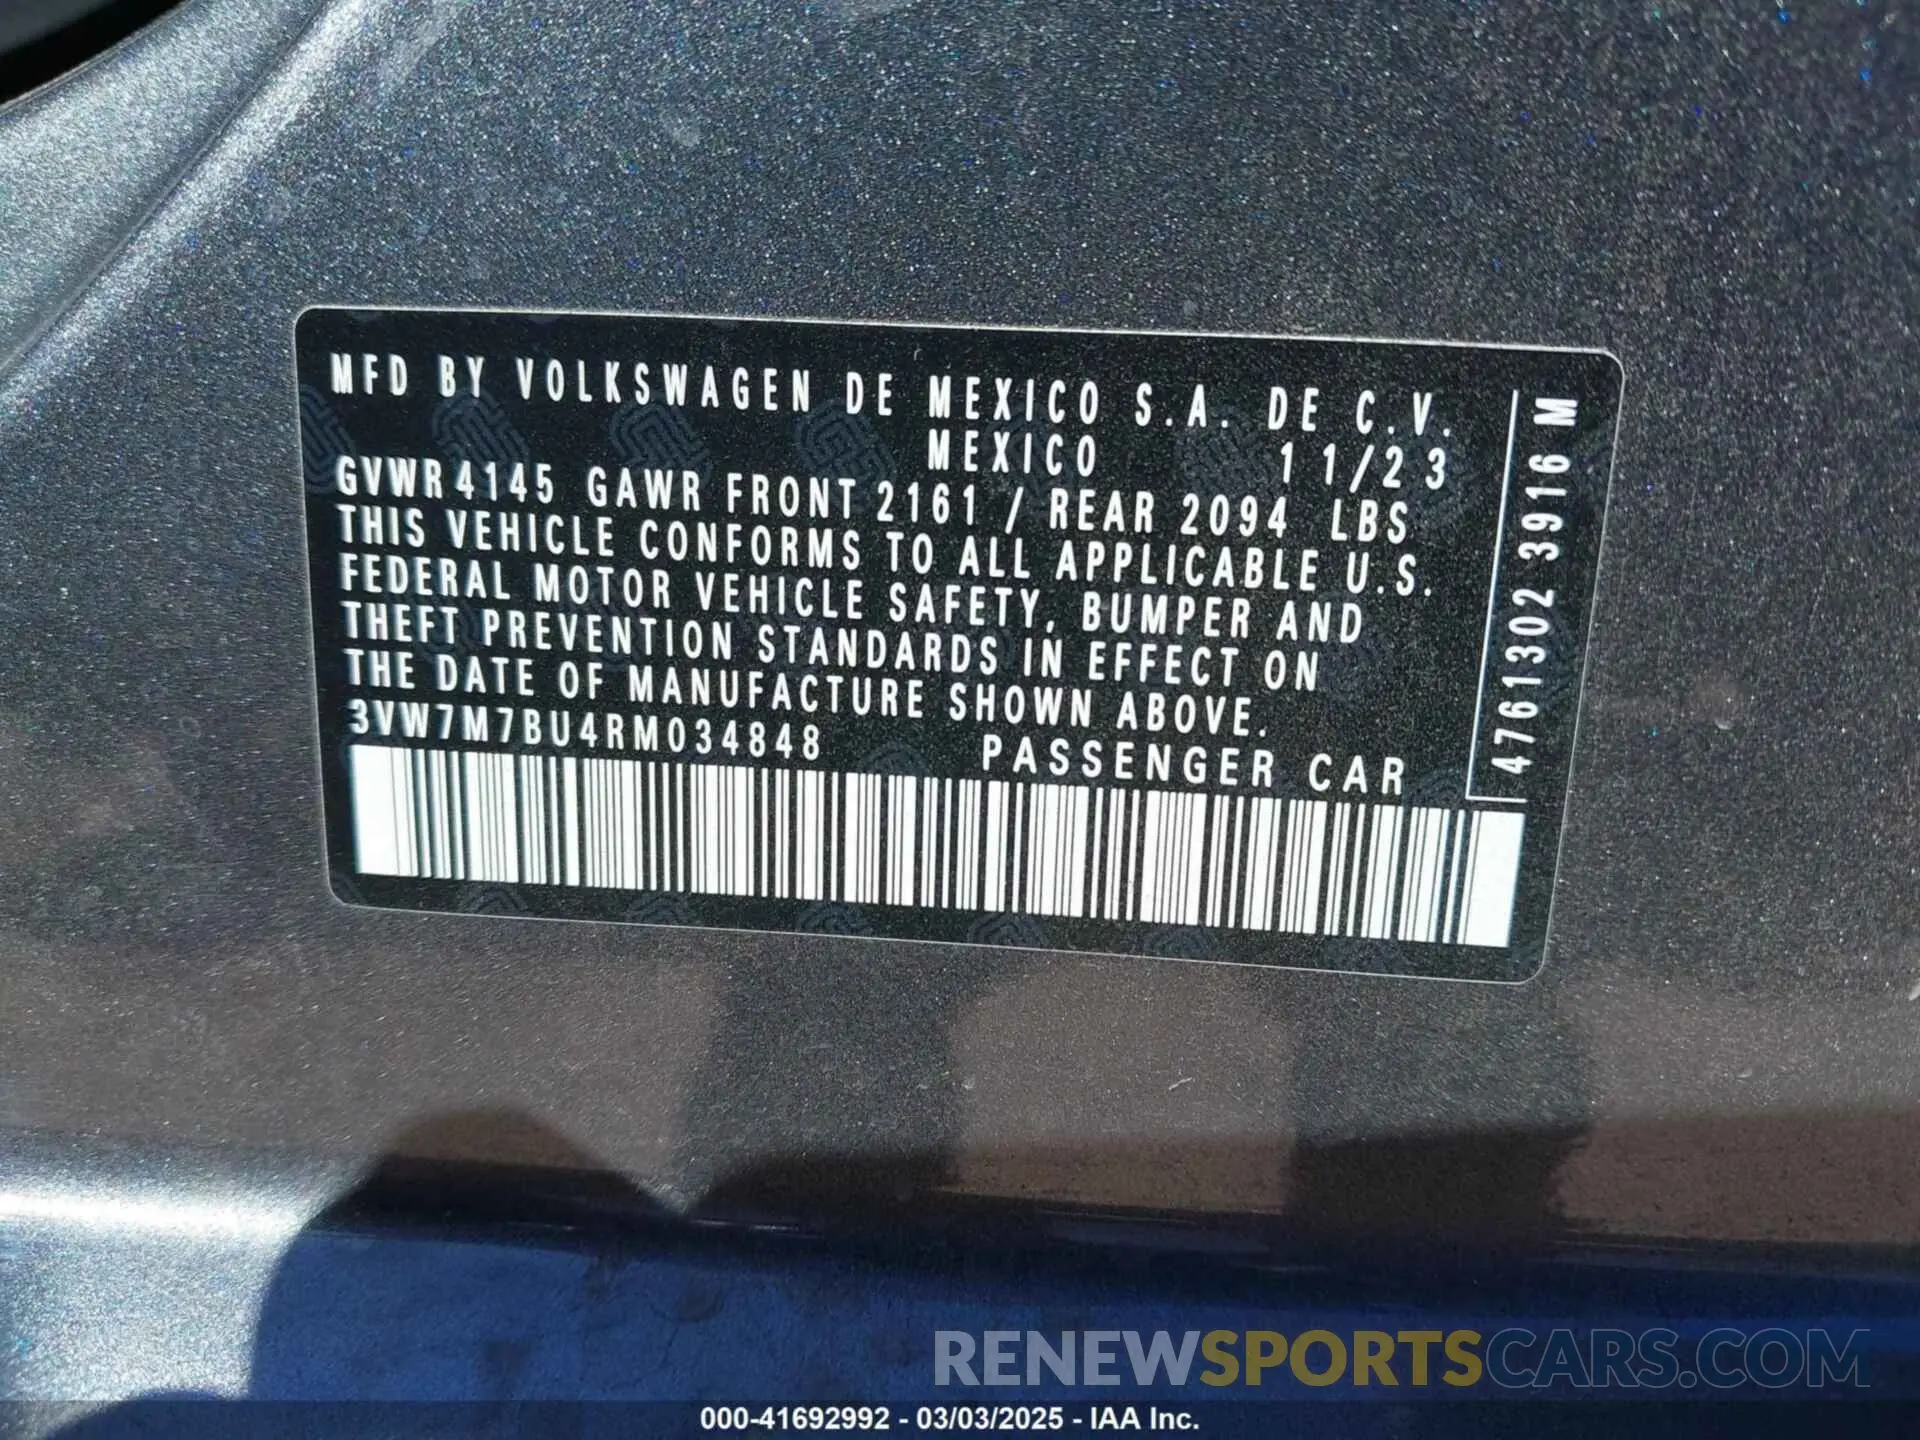 MFD BY VOLKSWAGEN DE MEXICO S.A. DE C.V.
MEXICO 11/23
GVWR 4145 GAWR FRONT 2161 / REAR 2094 LBS
THIS VEHICLE CONFORMS TO ALL APPLICABLE U.S.
FEDERAL MOTOR VEHICLE SAFETY, BUMPER AND
THEFT PREVENTION STANDARDS IN EFFECT ON
THE DATE OF MANUFACTURE SHOWN ABOVE.
3VW7M7BU4RM034848 PASSENGER CAR
4761302 3916 M
RENEWSPORTSCARS.COM
000-41692992 - 03/03/2025 - IAA Inc.